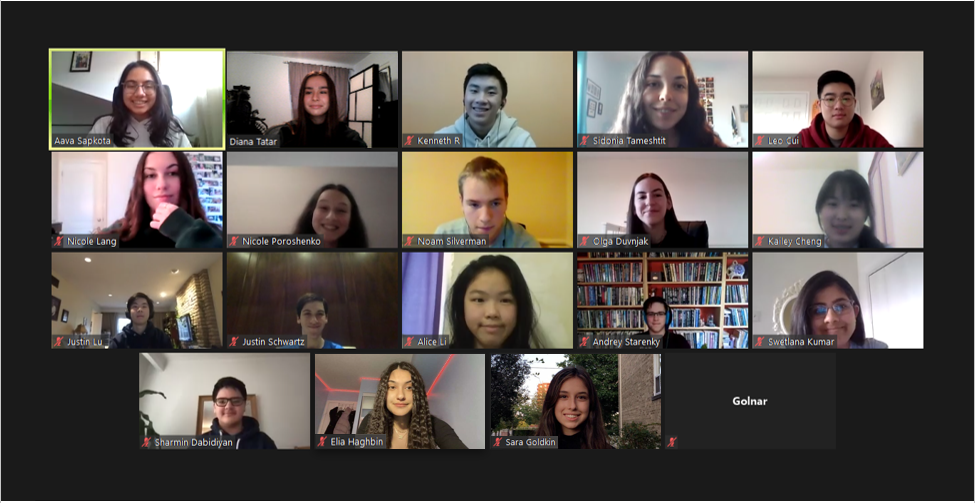 Aava Sapkota
Diana Tatar
Kenneth R
Sidonia Tameshtit
Leo Cui
Nicole Lang
Nicole Poroshenko
Noam Silverman
Olga Duvnjak
Kailey Cheng
Justin Lu
Justin Schwartz
Alice Li
Andrey Starenky
Swetlana Kumar
Sharmin Dabidiyan
Elia Haghbin
Sara Goldkin
Golnar